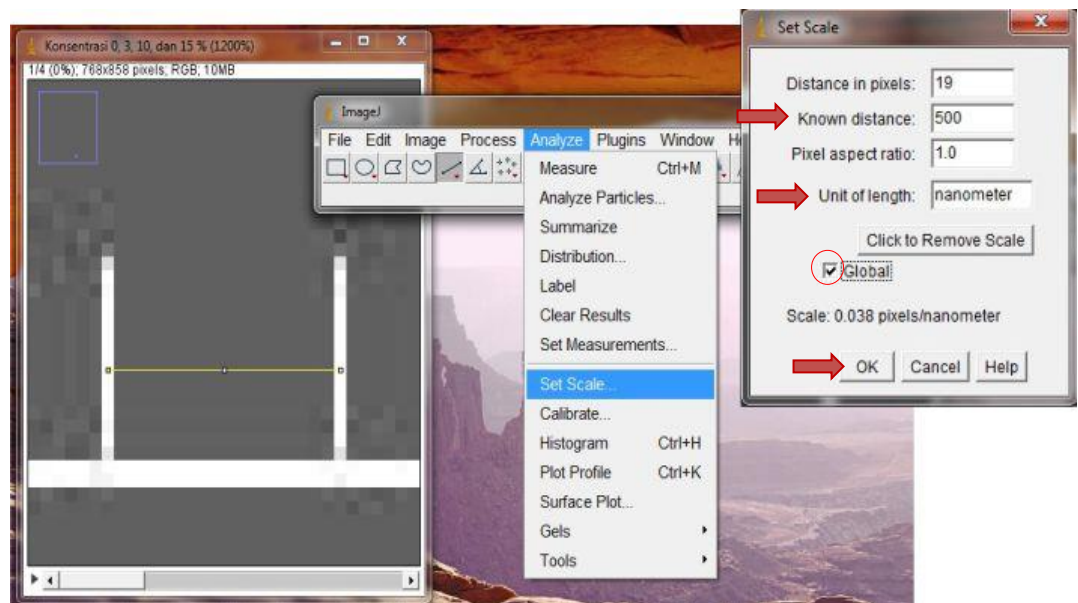 Konsentrasi 0, 3, 10, dan 15 % (1200%)
1/4 (0%); 768x858 pixels; RGB; 10MB
ImageJ
File Edit Image Process Analyze Plugins Window
Measure Ctrl+M
Analyze Particles...
Summarize
Distribution...
Label
Clear Results
Set Measurements...
Set Scale...
Calibrate...
Histogram Ctrl+H
Plot Profile Ctrl+K
Surface Plot...
Gels
Tools
Set Scale
Distance in pixels: 19
Known distance: 500
Pixel aspect ratio: 1.0
Unit of length: nanometer
Click to Remove Scale
Global
Scale: 0.038 pixels/nanometer
OK Cancel Help